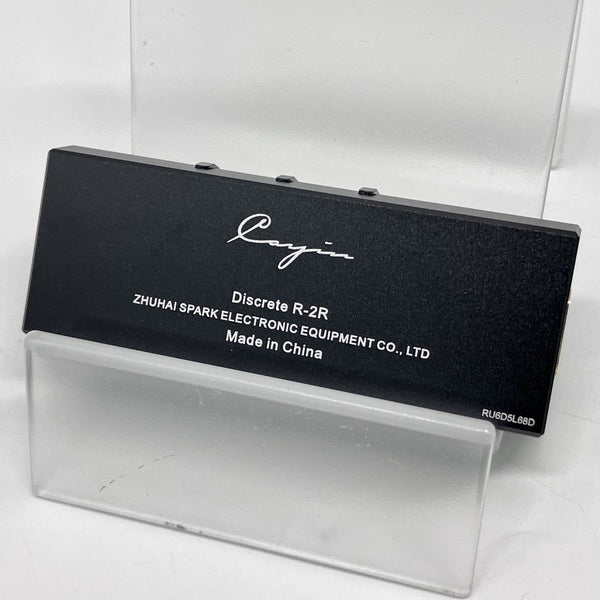 Cayin
Discrete R-2R
ZHUHAI SPARK ELECTRONIC EQUIPMENT CO., LTD
Made in China
RU6D5L68D